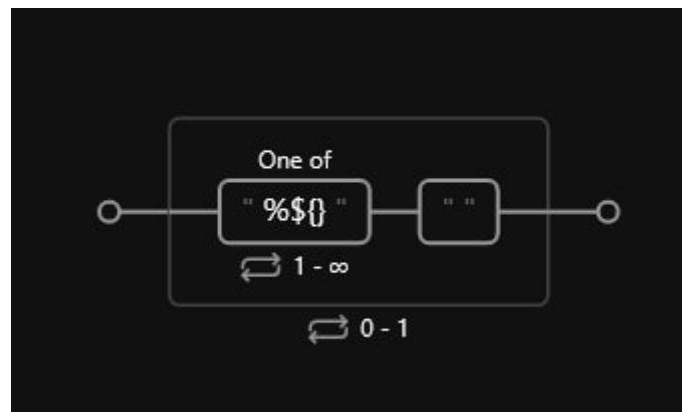 One of
" %${} " " "
1 - ∞
0 - 1